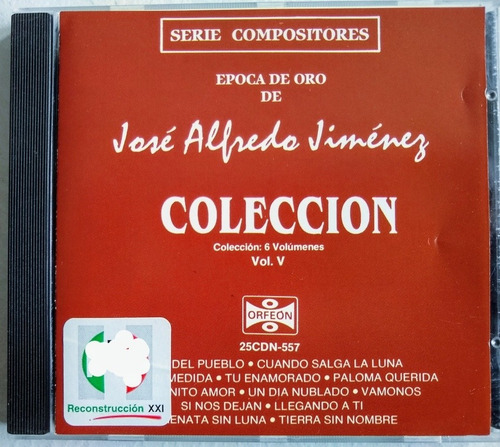 SERIE COMPOSITORES
EPOCA DE ORO
DE
José Alfredo Jiménez
COLECCION
Colección: 6 Volúmenes
Vol. V
ORFEÓN
25CDN-557
DEL PUEBLO • CUANDO SALGA LA LUNA
MEDIDA • TU ENAMORADO • PALOMA QUERIDA
NITO AMOR • UN DIA NUBLADO • VAMONOS
SI NOS DEJAN • LLEGANDO A TI
ENATA SIN LUNA • TIERRA SIN NOMBRE
Reconstrucción XXI